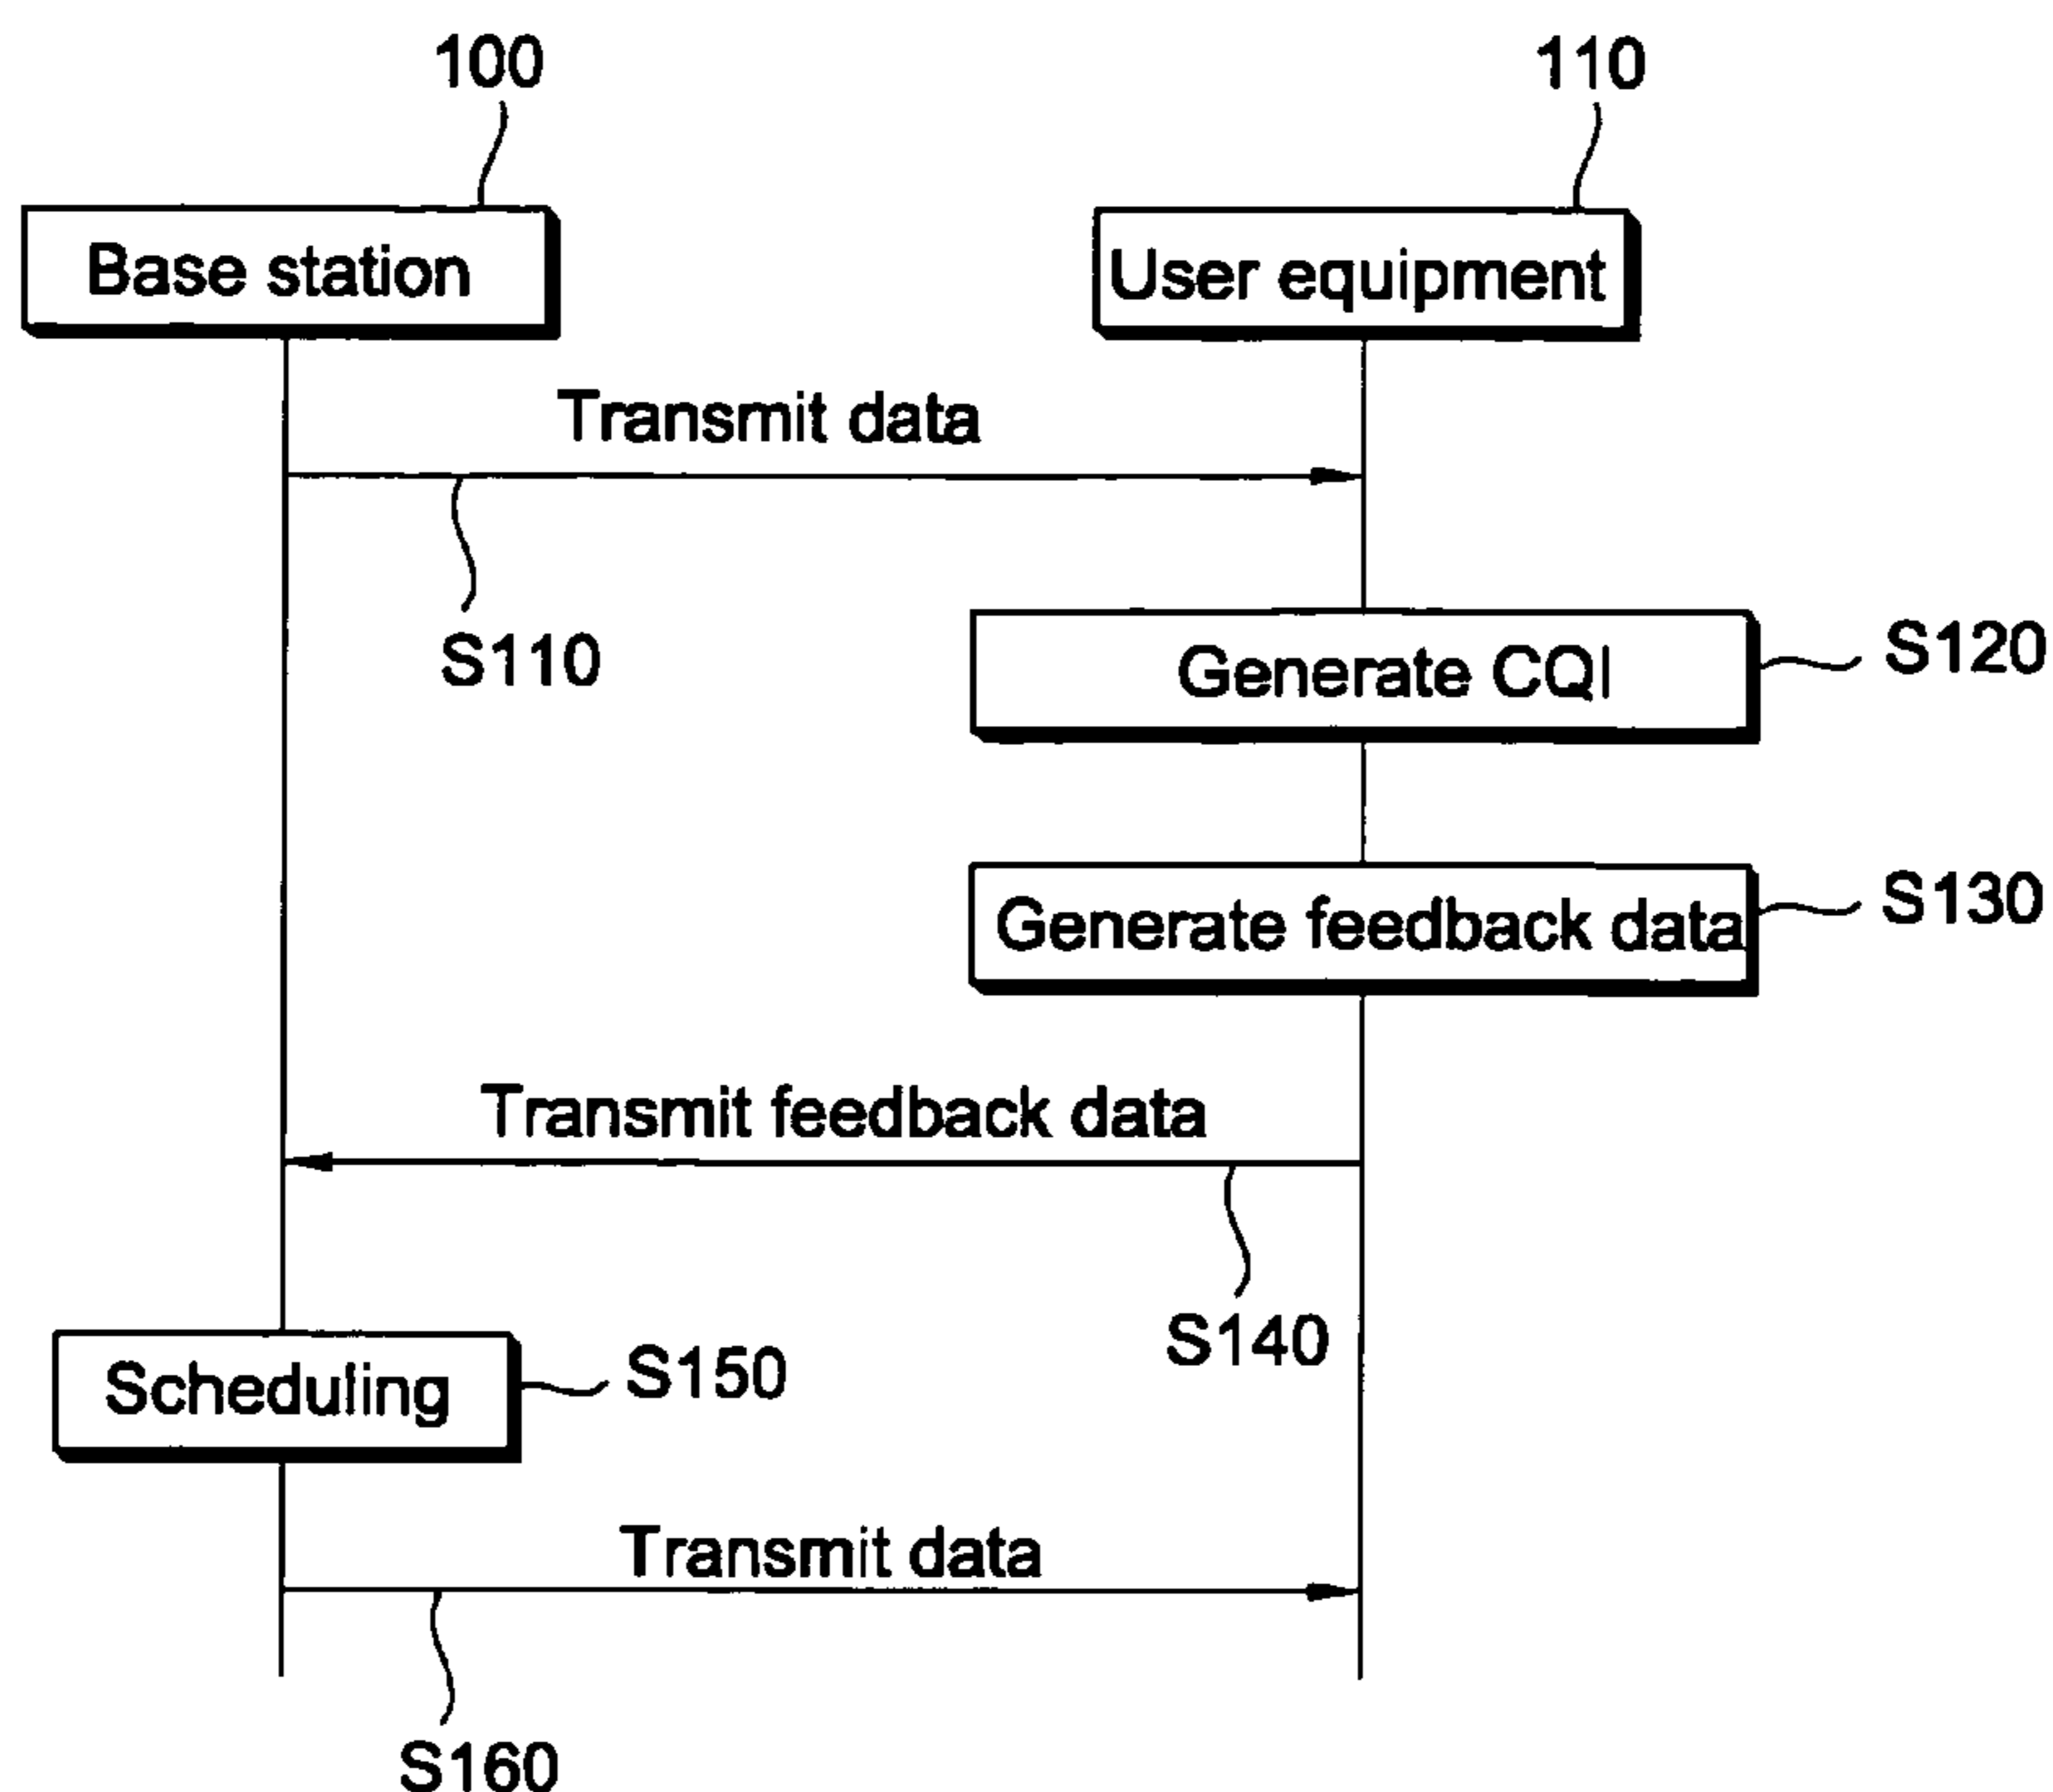 100
110
Base station
User equipment
Transmit data
S110
Generate CQI
S120
Generate feedback data
S130
Transmit feedback data
S140
Scheduling
S150
Transmit data
S160